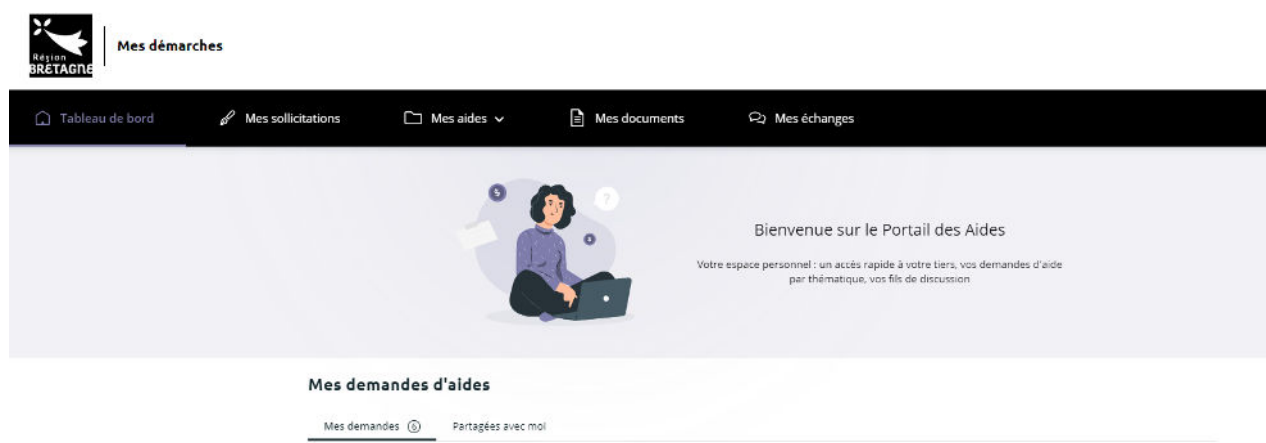 Région
BRETAGNE
Mes démarches
Tableau de bord
Mes sollicitations
Mes aides
Mes documents
Mes échanges
$
?
Bienvenue sur le Portail des Aides
Votre espace personnel : un accès rapide à votre tiers, vos demandes d'aide
par thématique, vos fils de discussion
Mes demandes d'aides
Mes demandes 6
Partagées avec moi